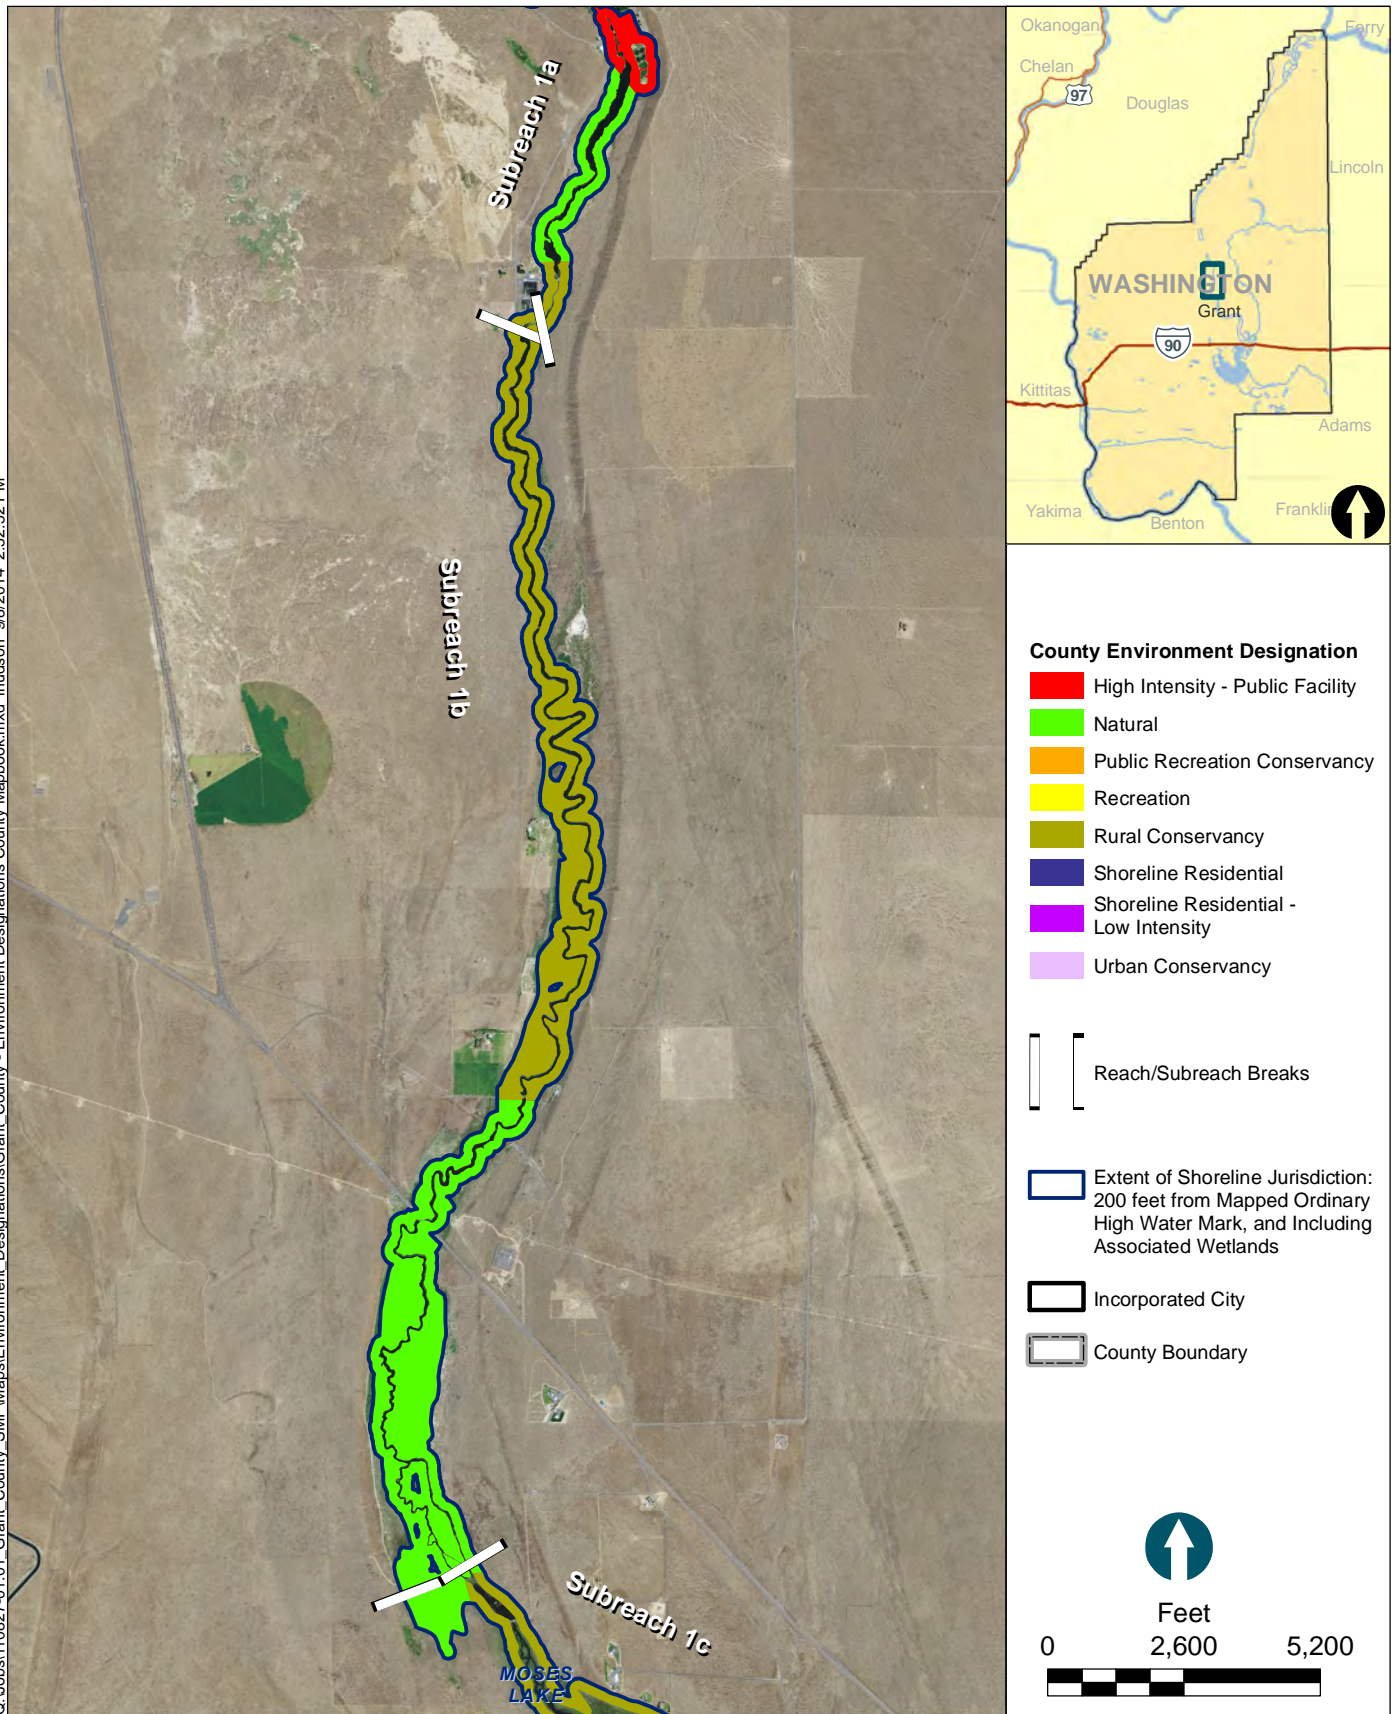 Subreach 1a
Subreach 1b
Subreach 1c
MOSES
LAKE
Okanogan
Ferry
Chelan
97
Douglas
Lincoln
WASHINGTON
Grant
90
Kittitas
Adams
Yakima
Benton
Franklin
County Environment Designation
High Intensity - Public Facility
Natural
Public Recreation Conservancy
Recreation
Rural Conservancy
Shoreline Residential
Shoreline Residential -
Low Intensity
Urban Conservancy
Reach/Subreach Breaks
Extent of Shoreline Jurisdiction:
200 feet from Mapped Ordinary
High Water Mark, and Including
Associated Wetlands
Incorporated City
County Boundary
Feet
0 2,600 5,200